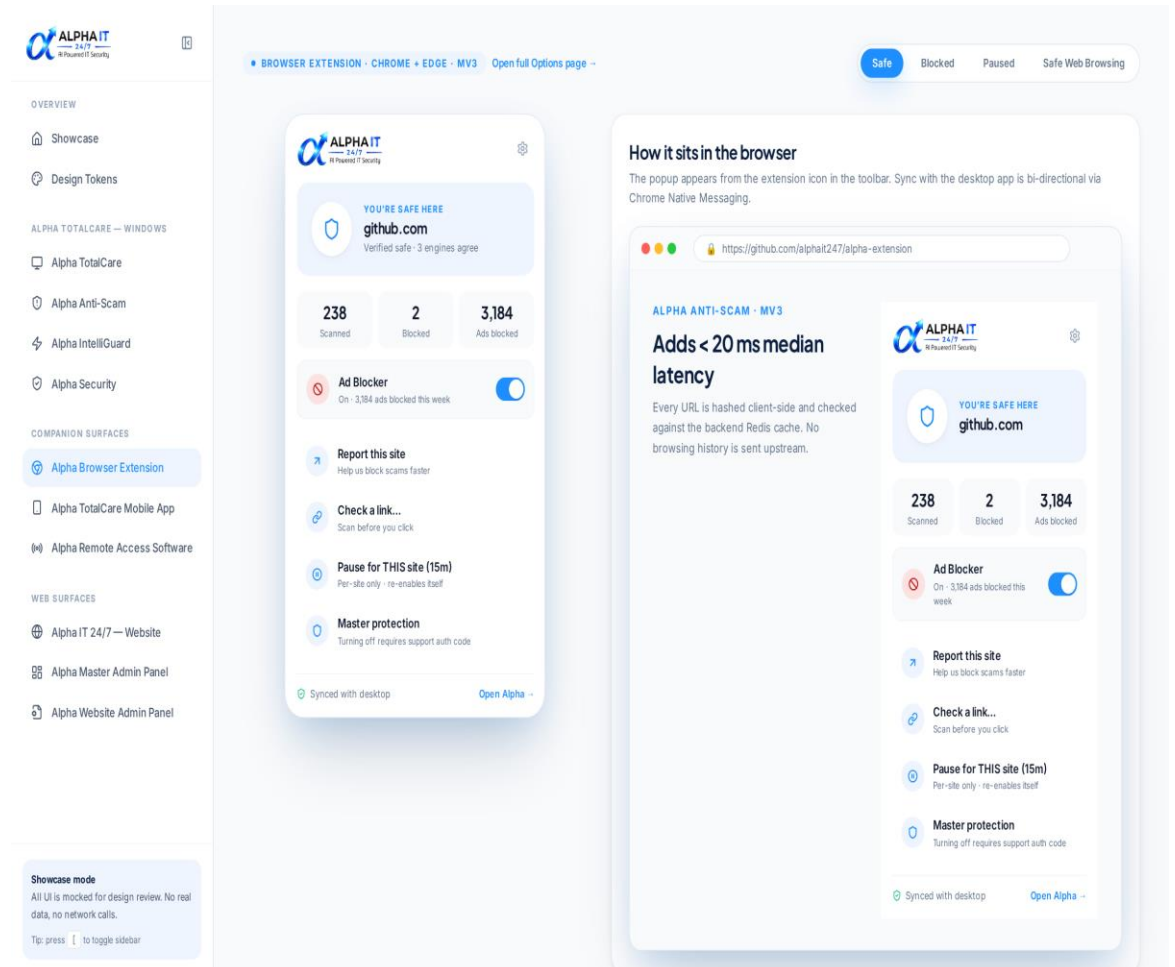 ALPHA IT
24/7
AI Powered IT Security
OVERVIEW
Showcase
Design Tokens
ALPHA TOTALCARE — WINDOWS
Alpha TotalCare
Alpha Anti-Scam
Alpha IntelliGuard
Alpha Security
COMPANION SURFACES
Alpha Browser Extension
Alpha TotalCare Mobile App
Alpha Remote Access Software
WEB SURFACES
Alpha IT 24/7 — Website
Alpha Master Admin Panel
Alpha Website Admin Panel
Showcase mode
All UI is mocked for design review. No real
data, no network calls.
Tip: press [ to toggle sidebar
BROWSER EXTENSION · CHROME + EDGE · MV3 Open full Options page →
Safe Blocked Paused Safe Web Browsing
ALPHA IT
24/7
AI Powered IT Security
YOU'RE SAFE HERE
github.com
Verified safe · 3 engines agree
238 2 3,184
Scanned Blocked Ads blocked
Ad Blocker
On · 3,184 ads blocked this week
Report this site
Help us block scams faster
Check a link...
Scan before you click
Pause for THIS site (15m)
Per-site only · re-enables itself
Master protection
Turning off requires support auth code
Synced with desktop Open Alpha →
How it sits in the browser
The popup appears from the extension icon in the toolbar. Sync with the desktop app is bi-directional via
Chrome Native Messaging.
https://github.com/alphait247/alpha-extension
ALPHA ANTI-SCAM · MV3
Adds < 20 ms median
latency
Every URL is hashed client-side and checked
against the backend Redis cache. No
browsing history is sent upstream.
ALPHA IT
24/7
AI Powered IT Security
YOU'RE SAFE HERE
github.com
238 2 3,184
Scanned Blocked Ads blocked
Ad Blocker
On · 3,184 ads blocked this
week
Report this site
Help us block scams faster
Check a link...
Scan before you click
Pause for THIS site (15m)
Per-site only · re-enables itself
Master protection
Turning off requires support auth code
Synced with desktop Open Alpha →